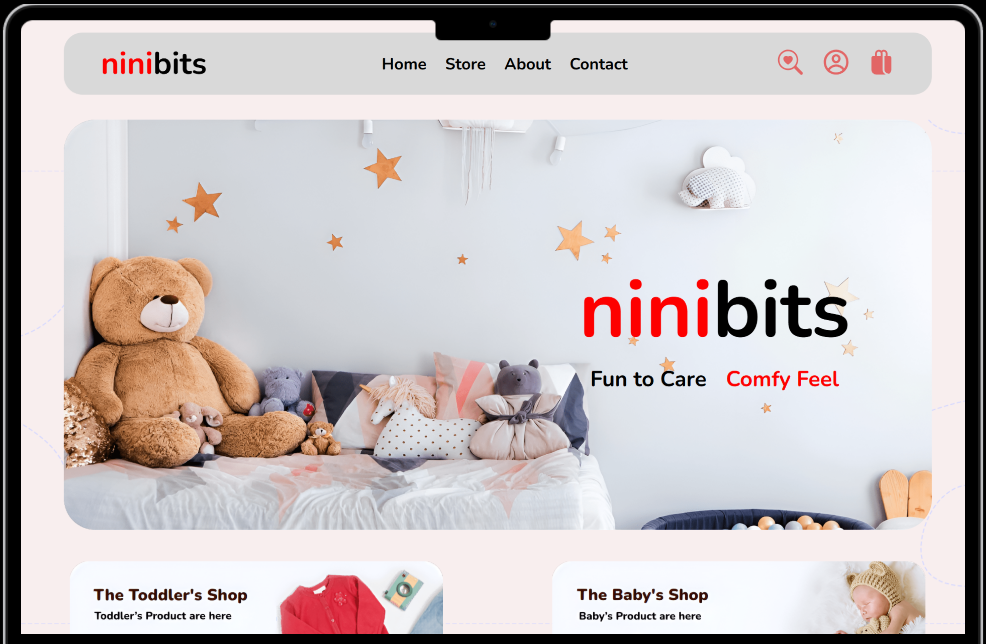 ninibits
Home Store About Contact
ninibits
Fun to Care Comfy Feel
The Toddler's Shop
Toddler's Product are here
The Baby's Shop
Baby's Product are here